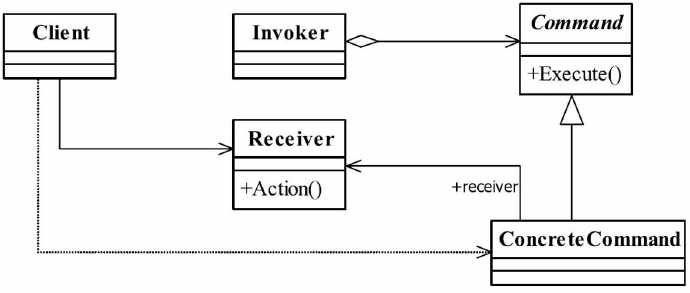 Client
Invoker
Command
+Execute()
Receiver
+Action()
+receiver
ConcreteCommand